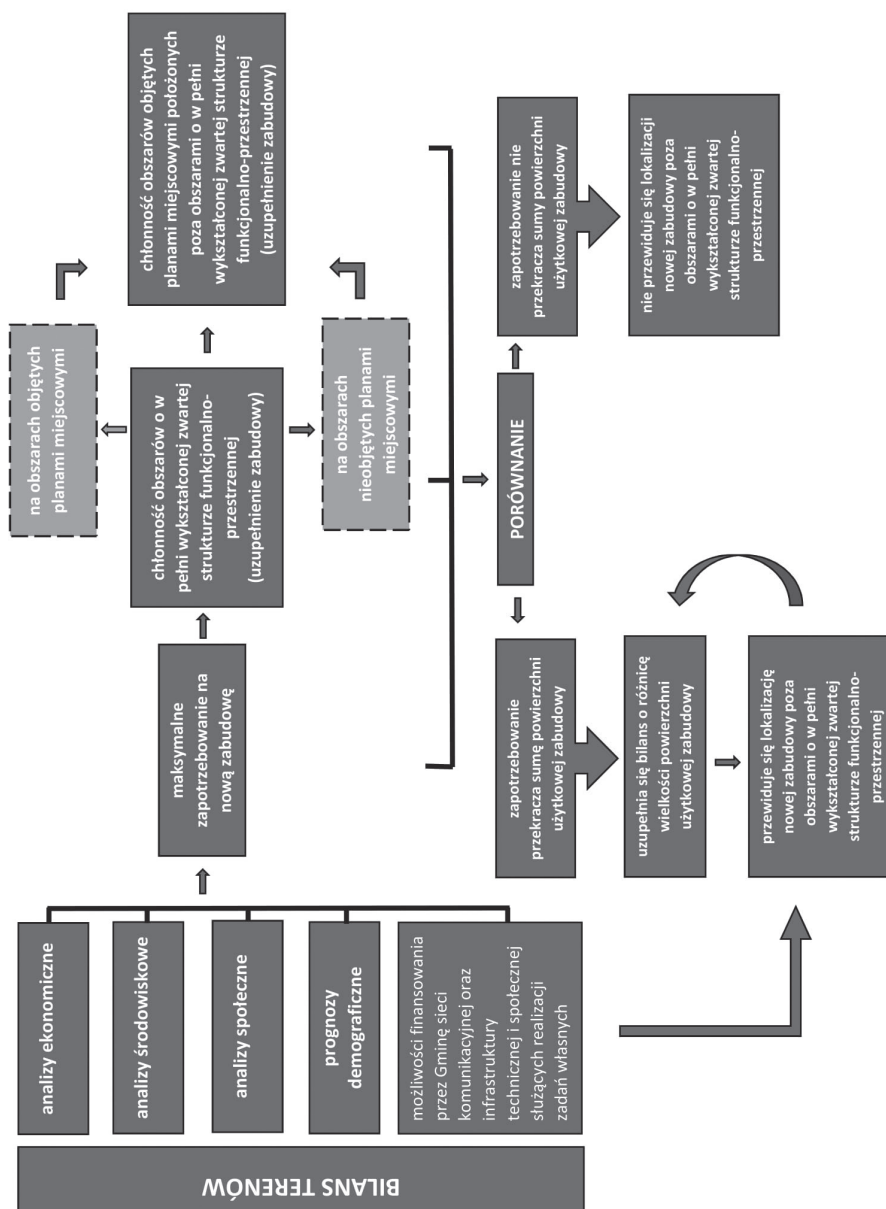 BILANS TERENÓW
analizy ekonomiczne
analizy środowiskowe
analizy społeczne
prognozy
demograficzne
możliwości finansowania
przez Gminę sieci
komunikacyjnej oraz
infrastruktury
technicznej i społecznej
służących realizacji
zadań własnych
maksymalne
zapotrzebowanie na
nową zabudowę
na obszarach objętych
planami miejscowymi
chłonność obszarów o w
pełni wykształconej zwartej
strukturze funkcjonalno-
przestrzennej
(uzupełnienie zabudowy)
na obszarach
nieobjętych planami
miejscowymi
chłonność obszarów objętych
planami miejscowymi położonych
poza obszarami o w pełni
wykształconej zwartej strukturze
funkcjonalno-przestrzennej
(uzupełnienie zabudowy)
PORÓWNANIE
zapotrzebowanie
przekracza sumę powierzchni
użytkowej zabudowy
uzupełnia się bilans o różnicę
wielkości powierzchni
użytkowej zabudowy
przewiduje się lokalizację
nowej zabudowy poza
obszarami o w pełni
wykształconej zwartej
strukturze funkcjonalno-
przestrzennej
zapotrzebowanie nie
przekracza sumy powierzchni
użytkowej zabudowy
nie przewiduje się lokalizacji
nowej zabudowy poza
obszarami o w pełni
wykształconej zwartej
strukturze funkcjonalno-
przestrzennej